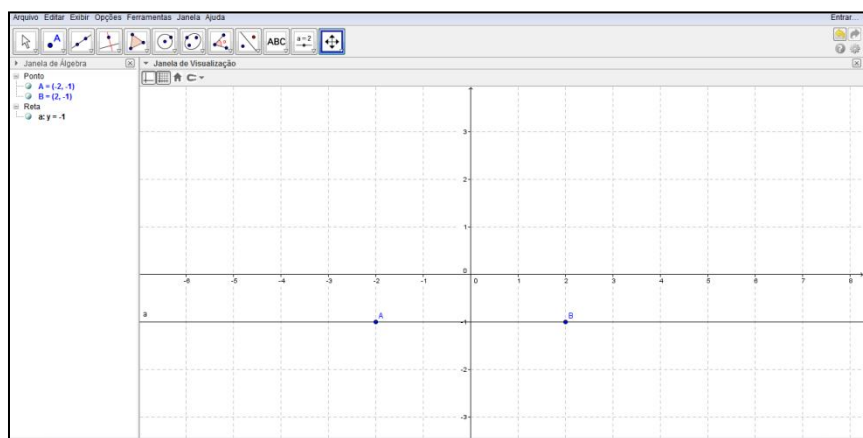 Arquivo Editar Exibir Opções Ferramentas Janela Ajuda Entrar...
A
ABC
a=2
Janela de Álgebra
Janela de Visualização
Ponto
A = (-2, -1)
B = (2, -1)
Reta
a: y = -1
3
2
1
0
-6 -5 -4 -3 -2 -1 0 1 2 3 4 5 6 7 8
a A B
-1
-2
-3